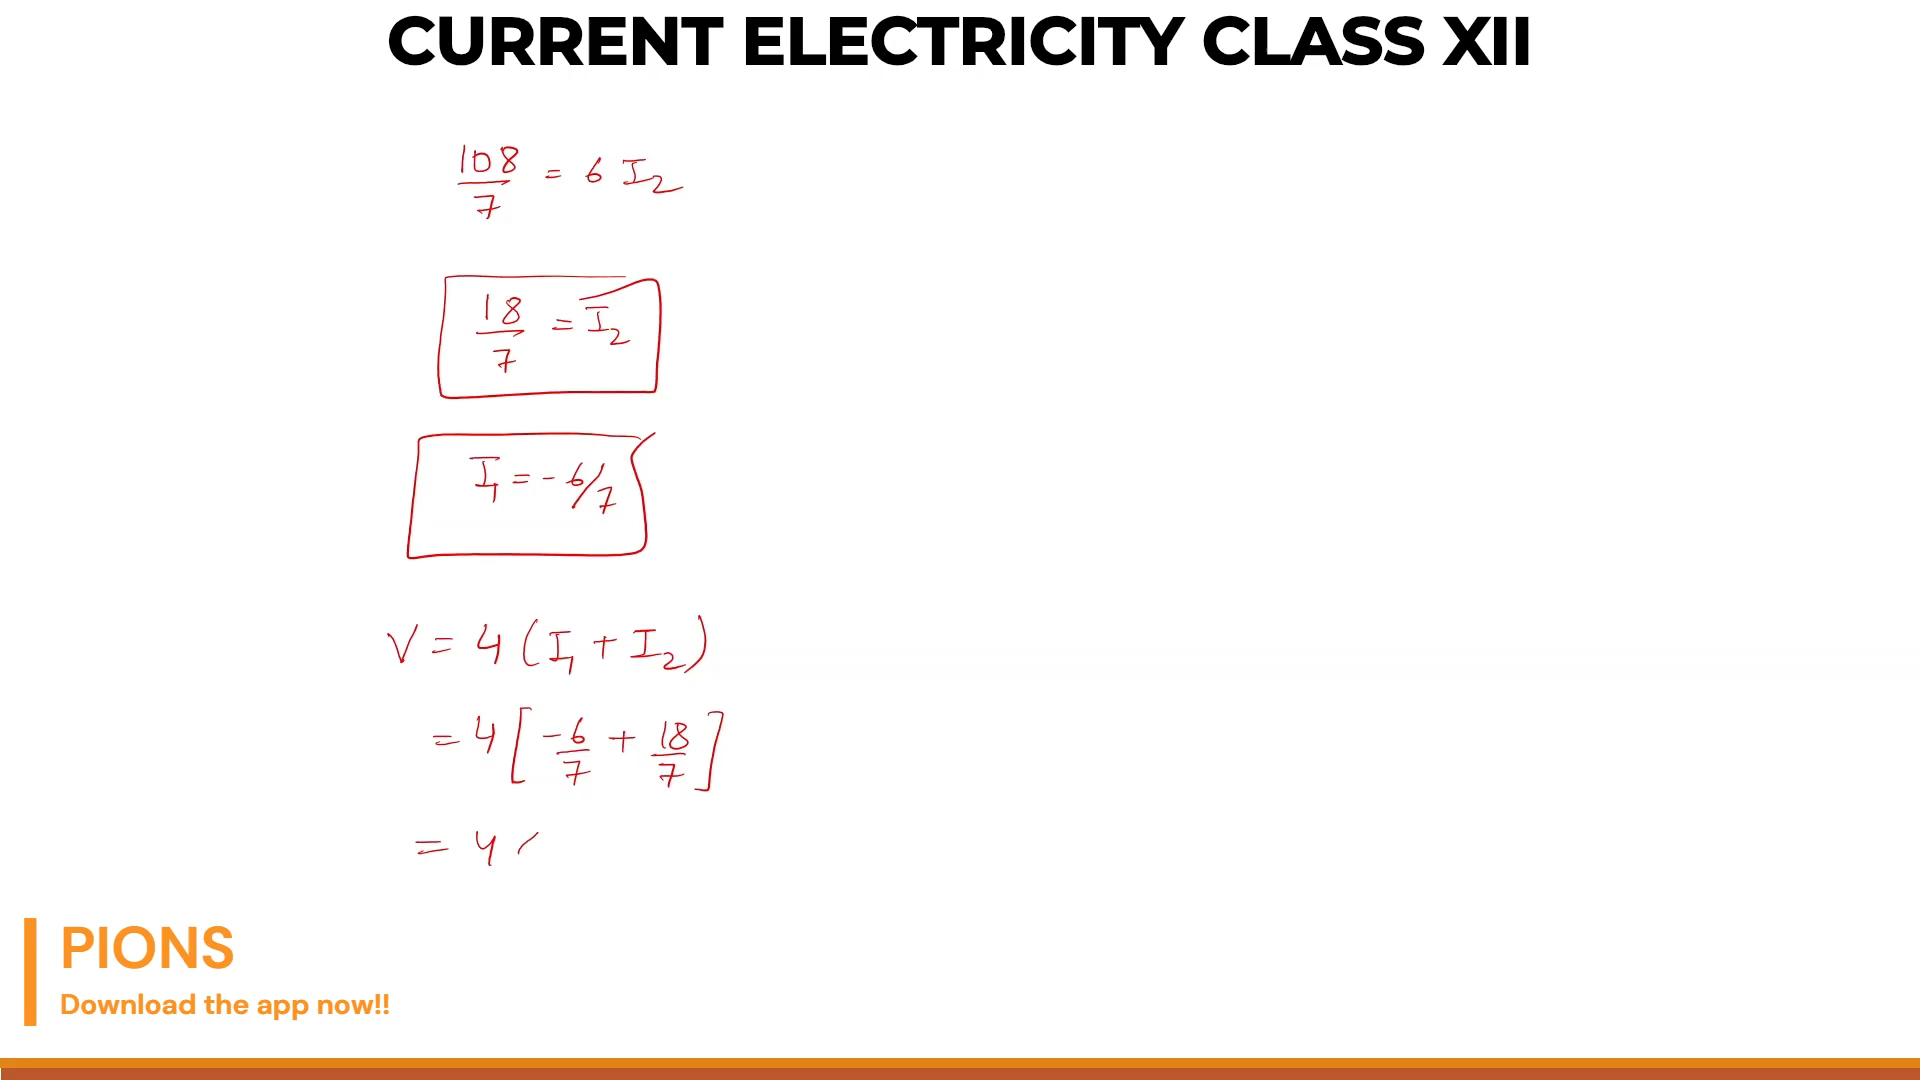 CURRENT ELECTRICITY CLASS XII
108/7 = 6 I₂
18/7 = I₂
I₁ = - 6/7
V = 4 (I₁ + I₂)
= 4 [ -6/7 + 18/7 ]
= 4 (
PIONS
Download the app now!!